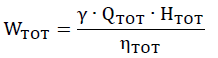 W_TOT = γ · Q_TOT · H_TOT / η_TOT